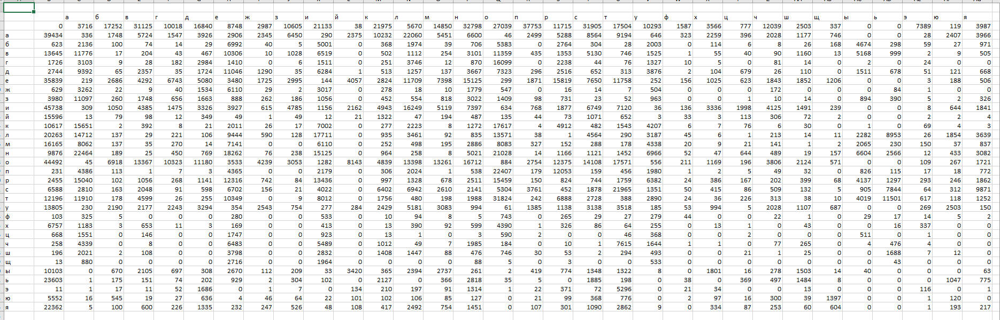 а б в г д е ж з и й к л м н о п р с т у ф х ц ч ш щ ы ь э ю я
0 3716 17252 31125 10018 16840 8748 2987 10605 21133 38 21975 5670 14850 32798 27039 37753 11715 31905 17504 10293 1587 3566 777 12039 2503 337 0 0 7389 119 3987
а 39434 336 1748 5724 1547 3926 2906 2345 6450 290 2375 10232 22060 5451 6600 46 2499 5288 8564 9194 646 323 2259 396 2028 1177 746 0 0 28 2407 3966
б 623 2136 100 74 14 29 6992 40 5 5001 0 368 1974 39 706 5383 0 2764 304 28 2003 0 114 6 8 26 168 4674 298 59 27 971
в 13645 11776 17 204 43 467 10306 10 1028 6519 0 502 1112 254 3101 11359 435 1353 5130 746 1525 1 55 40 90 1160 13 5168 999 2 9 505
г 1726 3103 9 28 182 2984 1410 0 6 1511 0 251 3746 12 870 16099 0 2238 44 76 1327 10 5 0 81 14 0 2 0 24 0 0
д 2744 9392 65 2357 35 1724 11046 1290 35 6284 1 513 1257 137 3667 7323 296 2516 652 313 3876 2 104 679 26 110 0 1511 678 51 121 668
е 35839 219 2686 4292 6743 5080 3480 1725 2995 144 4057 2824 11709 7398 15125 299 1871 15819 7650 11758 252 156 1025 623 1843 1852 1206 0 0 3 188 506
ж 629 3262 22 9 40 1534 6110 29 2 3017 0 278 18 10 1779 547 0 16 14 7 504 0 0 0 172 0 0 0 84 1 0 0
з 3980 11097 260 1748 656 1663 888 262 186 1056 0 452 554 818 3022 1409 98 731 23 52 963 0 0 1 10 14 0 894 390 5 2 326
и 45738 309 1050 4385 1475 3326 3927 615 4785 1156 2162 4943 16249 5119 7397 634 768 1877 6749 7120 36 136 3336 1998 4125 1491 239 0 0 8 644 1841
й 15596 13 79 98 12 349 49 1 49 12 21 1322 47 194 487 135 44 73 1071 652 3 33 3 113 306 72 2 0 0 2 2 4
к 10617 15651 2 392 8 21 2011 26 17 7002 0 277 2223 8 1272 17617 4 4912 482 1543 4207 6 7 76 6 30 0 1 0 69 4 3
л 20263 14712 137 29 221 106 9444 590 128 17711 0 935 3461 92 835 13571 38 1 4564 290 3187 45 6 1 213 14 11 2282 8953 26 1854 3639
м 16165 8062 137 35 270 14 7141 0 0 6110 0 252 498 195 2886 8083 327 152 288 178 4338 20 9 21 141 1 2 2065 230 150 37 837
н 9876 22464 189 25 450 769 18262 76 238 15125 0 964 258 8 5021 21028 14 1166 1121 1452 6966 52 47 644 489 19 157 6604 2566 12 433 3082
о 44492 45 6918 13367 10323 11180 3533 4239 3053 1282 8143 4839 13398 13261 16712 884 2754 12375 14108 17571 556 211 1169 196 3806 2124 571 0 0 109 267 1721
п 231 4386 113 1 7 3 4365 0 0 2179 0 306 2024 1 538 22407 179 12053 159 456 1980 1 2 5 49 32 0 826 115 17 18 772
р 2455 15040 102 1056 268 1141 12316 742 84 13436 0 997 1328 678 2511 15459 150 824 744 1759 6382 24 386 167 202 399 68 4137 1297 293 246 1862
с 6588 2810 163 2048 91 598 6702 156 21 4022 0 6402 6942 2610 2141 5304 3761 452 1878 21965 1351 50 415 86 509 132 5 905 7844 64 312 9871
т 12196 11910 178 4599 26 255 10349 0 9 8012 0 1756 480 198 1988 31824 242 6888 2728 388 2890 24 36 226 313 38 10 4019 11501 617 118 1252
у 13805 230 2190 2177 2243 3294 354 2543 754 277 284 2429 5181 3083 994 61 1385 1138 3138 3518 185 53 994 5 2028 1107 687 0 0 269 2503 150
ф 103 325 5 0 0 0 280 0 0 533 0 10 94 8 5 743 0 265 29 27 279 44 0 0 22 1 0 29 17 14 5 2
х 6757 1183 3 653 11 3 169 0 0 413 0 13 390 92 599 4390 1 326 86 64 255 0 13 1 0 43 0 0 16 337 0 0
ц 668 1551 0 146 0 0 1747 0 0 923 0 13 1 0 3 590 2 0 0 46 368 0 0 2 0 0 0 511 0 1 0 0
ч 258 4339 0 8 0 0 6483 0 0 5489 0 1012 49 7 1985 184 0 10 1 7615 1644 1 1 0 77 265 0 4 476 4 0 0
ш 196 2021 2 108 0 0 3798 0 0 2832 0 1408 1447 88 476 746 30 53 2 294 493 0 0 21 1 25 0 0 1688 7 12 0
щ 13 880 0 0 0 0 2716 0 0 1964 0 0 0 0 88 5 0 3 0 0 533 0 0 0 0 0 0 0 43 0 0 0
ы 10103 0 670 2105 697 308 2670 112 209 33 3420 365 2394 2737 261 2 419 774 1348 1322 8 0 1801 16 278 1503 14 40 0 0 0 63
ь 23603 1 175 151 74 202 929 2 304 102 0 2127 0 366 2818 35 5 0 1885 198 0 38 0 369 497 1484 8 0 0 0 1047 775
э 11 1 17 11 52 1686 0 1 7 0 134 210 197 91 1314 1 22 371 72 5296 0 21 34 0 0 13 0 0 0 116 0 1
ю 5552 16 545 19 27 636 4 46 64 22 101 102 106 85 127 0 21 99 368 776 0 2 97 16 300 39 1397 0 0 1 120 0
я 22362 5 100 600 226 1335 232 247 526 48 108 417 2492 754 1451 0 107 301 1090 2862 9 0 334 87 253 60 604 0 0 1 193 217